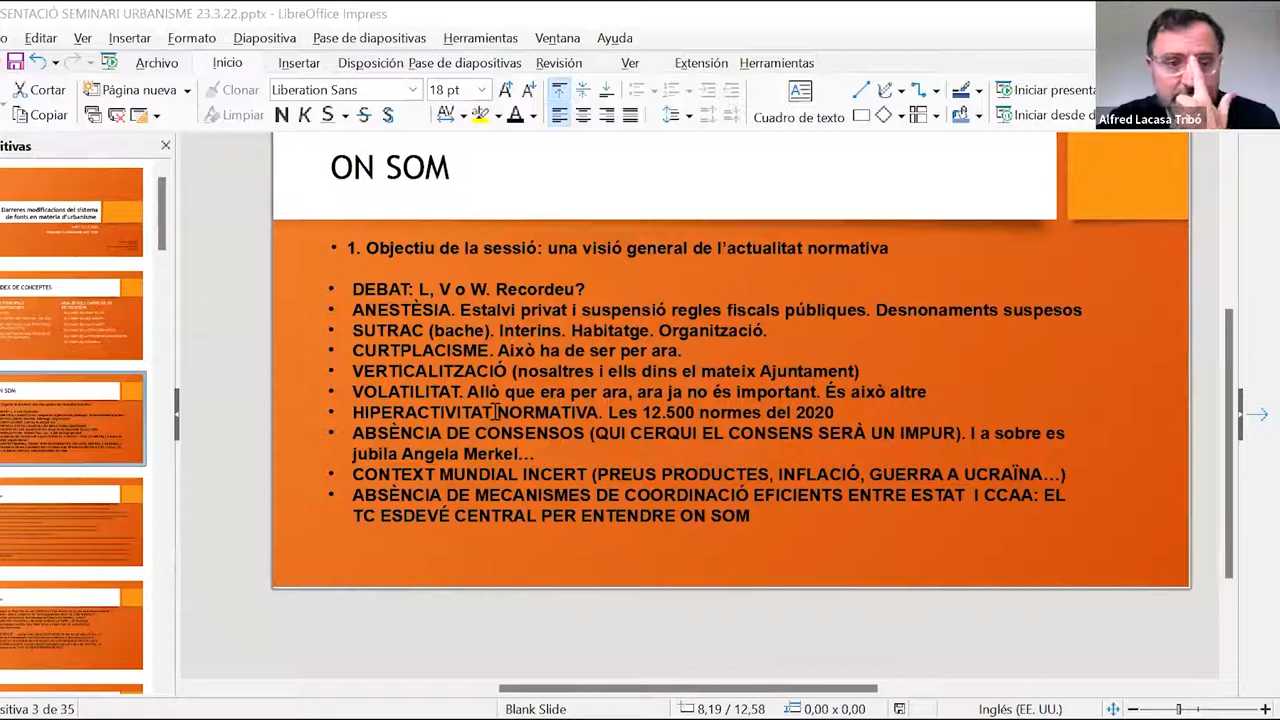 SENTACIÓ SEMINARI URBANISME 23.3.22.pptx - LibreOffice Impress
o Editar Ver Insertar Formato Diapositiva Pase de diapositivas Herramientas Ventana Ayuda
Archivo Inicio Insertar Disposición Pase de diapositivas Revisión Ver Extensión Herramientas
Cortar Página nueva Clonar Liberation Sans 18 pt Cuadro de texto Iniciar present
Copiar Limpiar N K S S S Iniciar desde d
Alfred Lacasa Tribó
itivas
Darreres modificacions del sistema
de fonts en matèria d'urbanisme
DEX DE CONCEPTES
N SOM
ON SOM
• 1. Objectiu de la sessió: una visió general de l'actualitat normativa
• DEBAT: L, V o W. Recordeu?
• ANESTÈSIA. Estalvi privat i suspensió regles fiscals públiques. Desnonaments suspesos
• SUTRAC (bache). Interins. Habitatge. Organització.
• CURTPLACISME. Això ha de ser per ara.
• VERTICALITZACIÓ (nosaltres i ells dins el mateix Ajuntament)
• VOLATILITAT. Allò que era per ara, ara ja no és important. És això altre
• HIPERACTIVITAT NORMATIVA. Les 12.500 normes del 2020
• ABSÈNCIA DE CONSENSOS (QUI CERQUI EL CONSENS SERÀ UN IMPUR). I a sobre es
jubila Angela Merkel…
• CONTEXT MUNDIAL INCERT (PREUS PRODUCTES, INFLACIÓ, GUERRA A UCRAÏNA…)
• ABSÈNCIA DE MECANISMES DE COORDINACIÓ EFICIENTS ENTRE ESTAT I CCAA: EL
TC ESDEVÉ CENTRAL PER ENTENDRE ON SOM
sitiva 3 de 35 Blank Slide 8,19 / 12,58 0,00 x 0,00 Inglés (EE. UU.)